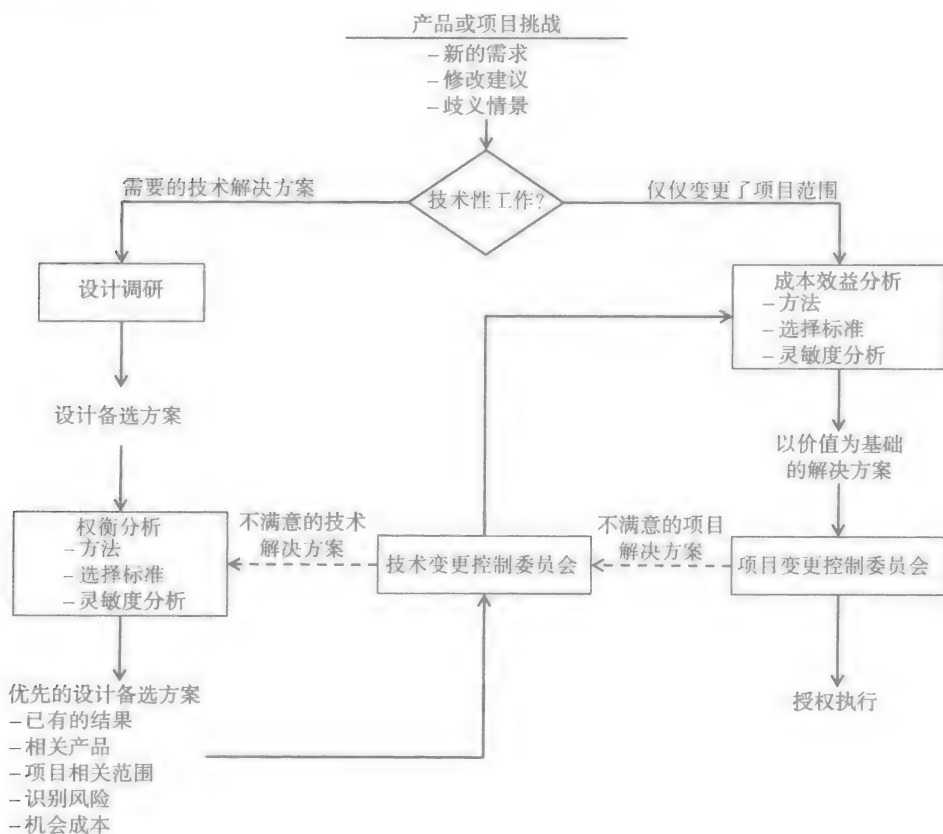 产品或项目挑战
–新的需求
–修改建议
–歧义情景
需要的技术解决方案
技术性工作?
仅仅变更了项目范围
设计调研
成本效益分析
–方法
–选择标准
–灵敏度分析
设计备选方案
以价值为基础
的解决方案
权衡分析
–方法
–选择标准
–灵敏度分析
不满意的技术
解决方案
技术变更控制委员会
不满意的项目
解决方案
项目变更控制委员会
优先的设计备选方案
–已有的结果
–相关产品
–项目相关范围
–识别风险
–机会成本
授权执行